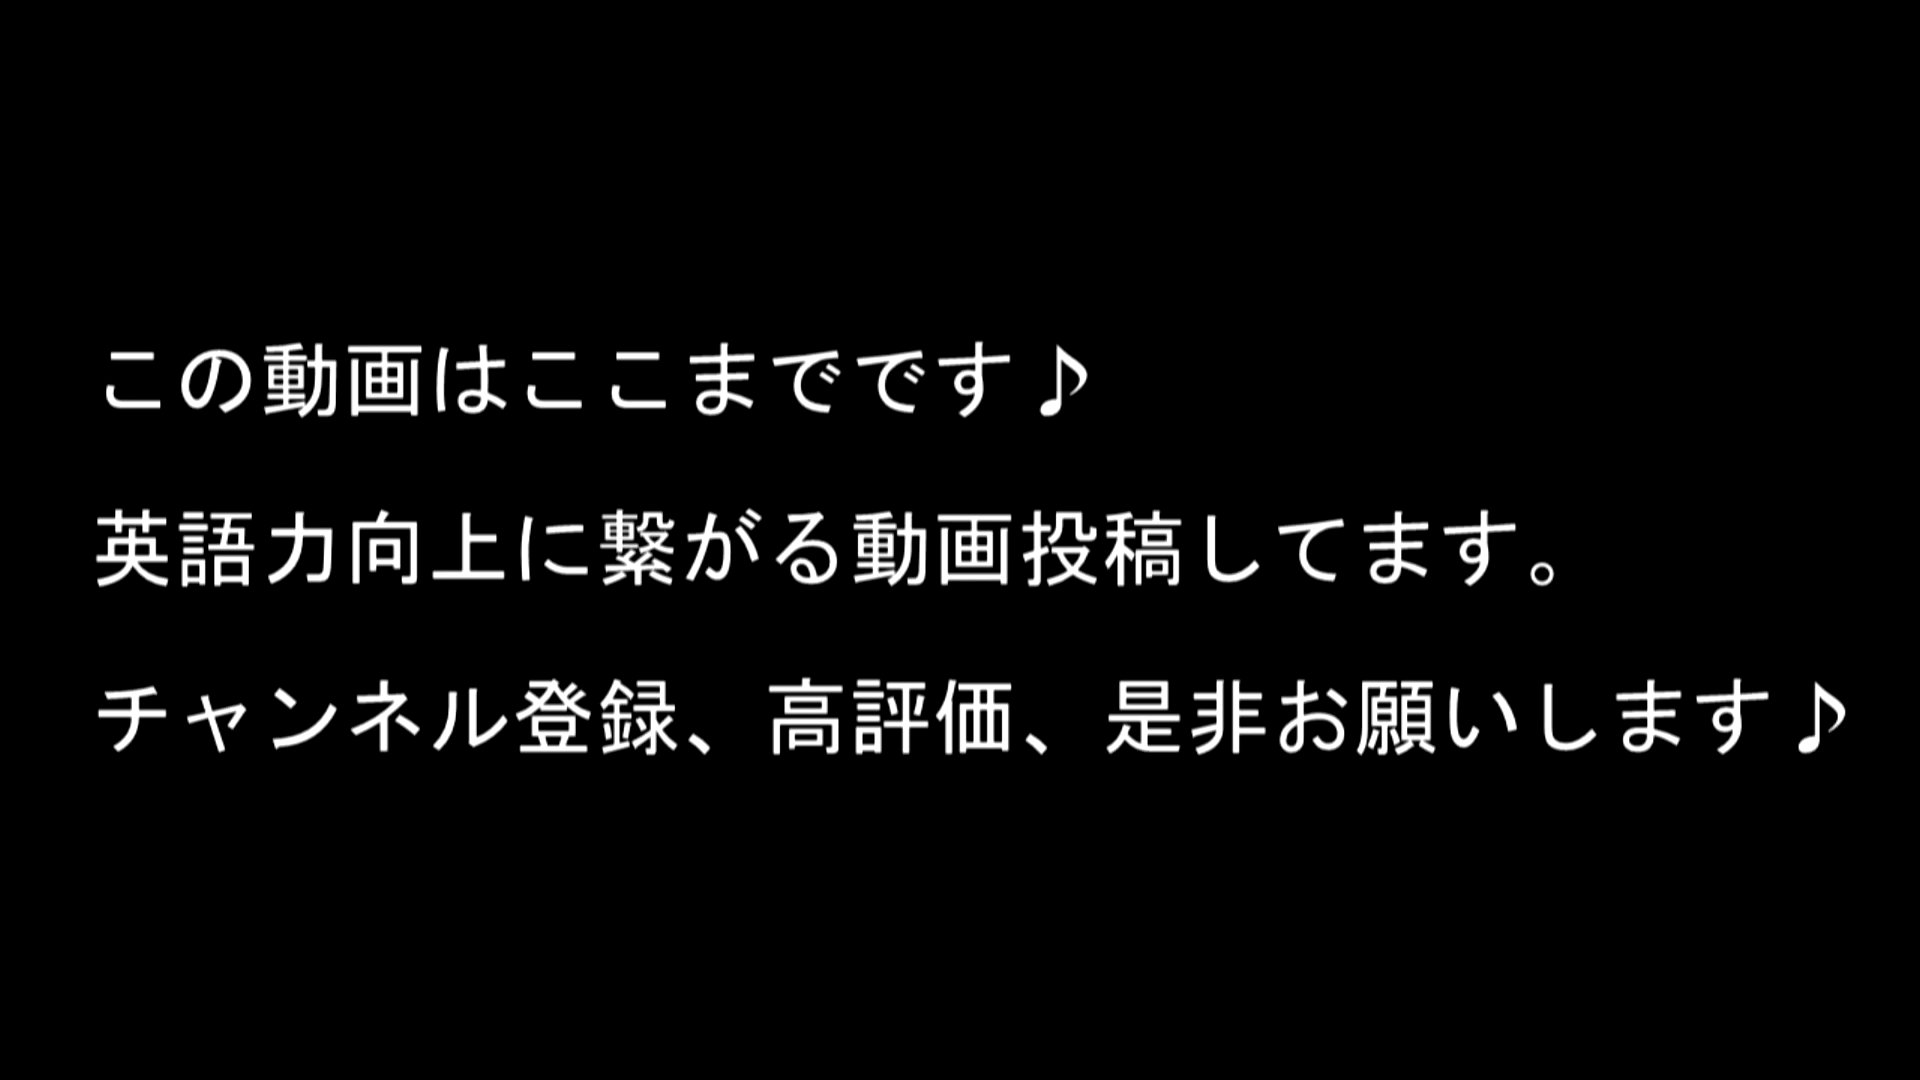 この動画はここまでです♪
英語力向上に繋がる動画投稿してます。
チャンネル登録、高評価、是非お願いします♪